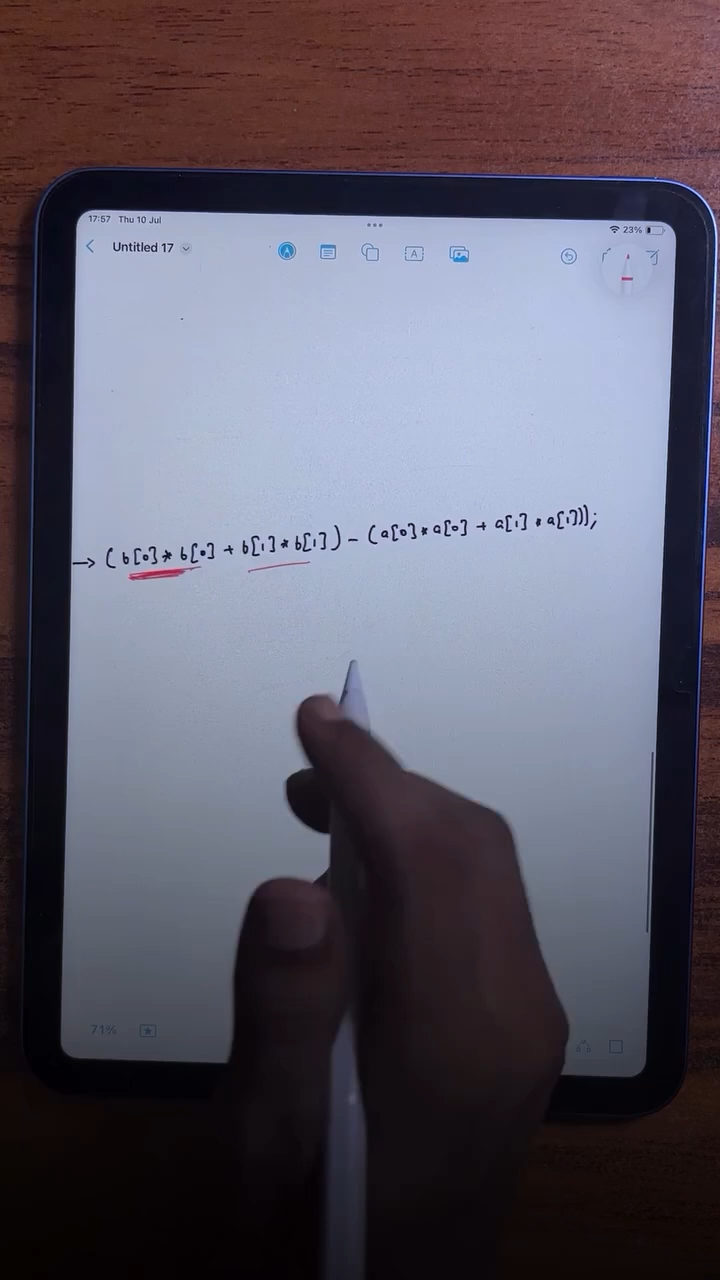 17:57 Thu 10 Jul
23%
Untitled 17
A
→ (b[0]* b[0] + b[1]* b[1]) - (a[0]* a[0] + a[1] * a[1]));
71%